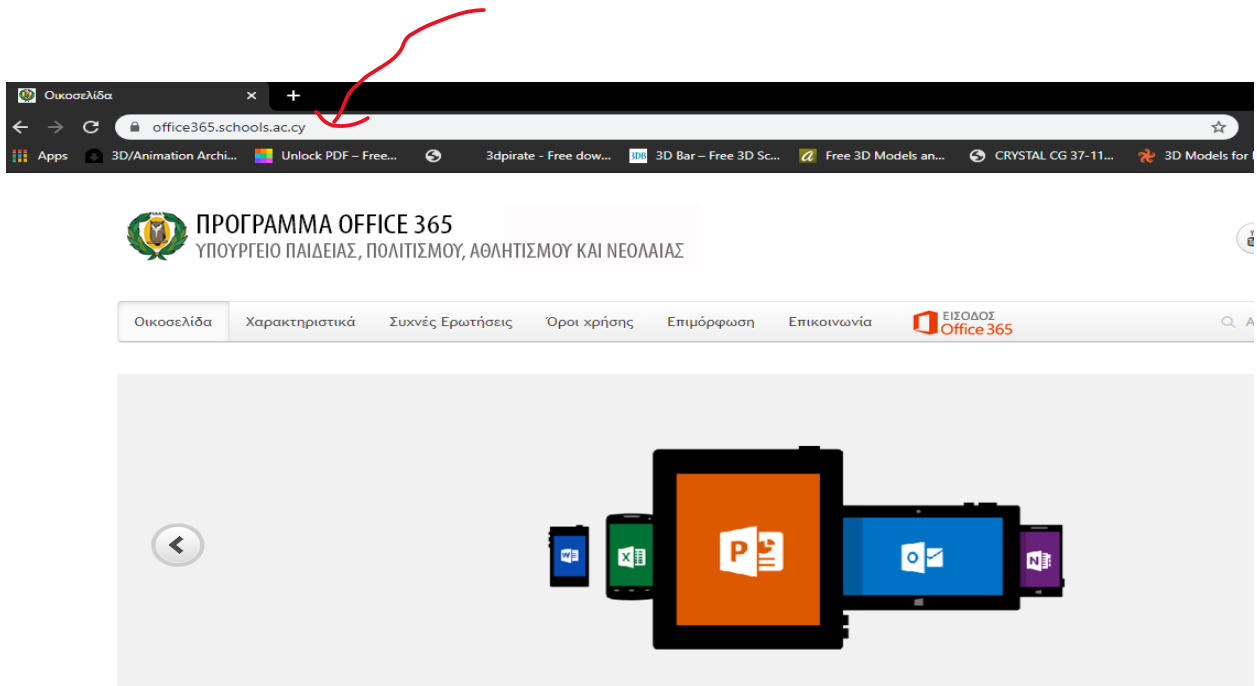 Οικοσελίδα
office365.schools.ac.cy
Apps 3D/Animation Archi... Unlock PDF – Free... 3dpirate - Free dow... 3DB 3D Bar – Free 3D Sc... Free 3D Models an... CRYSTAL CG 37-11... 3D Models for
ΠΡΟΓΡΑΜΜΑ OFFICE 365
ΥΠΟΥΡΓΕΙΟ ΠΑΙΔΕΙΑΣ, ΠΟΛΙΤΙΣΜΟΥ, ΑΘΛΗΤΙΣΜΟΥ ΚΑΙ ΝΕΟΛΑΙΑΣ
Οικοσελίδα Χαρακτηριστικά Συχνές Ερωτήσεις Όροι χρήσης Επιμόρφωση Επικοινωνία ΕΙΣΟΔΟΣ
Office 365
W X P O N